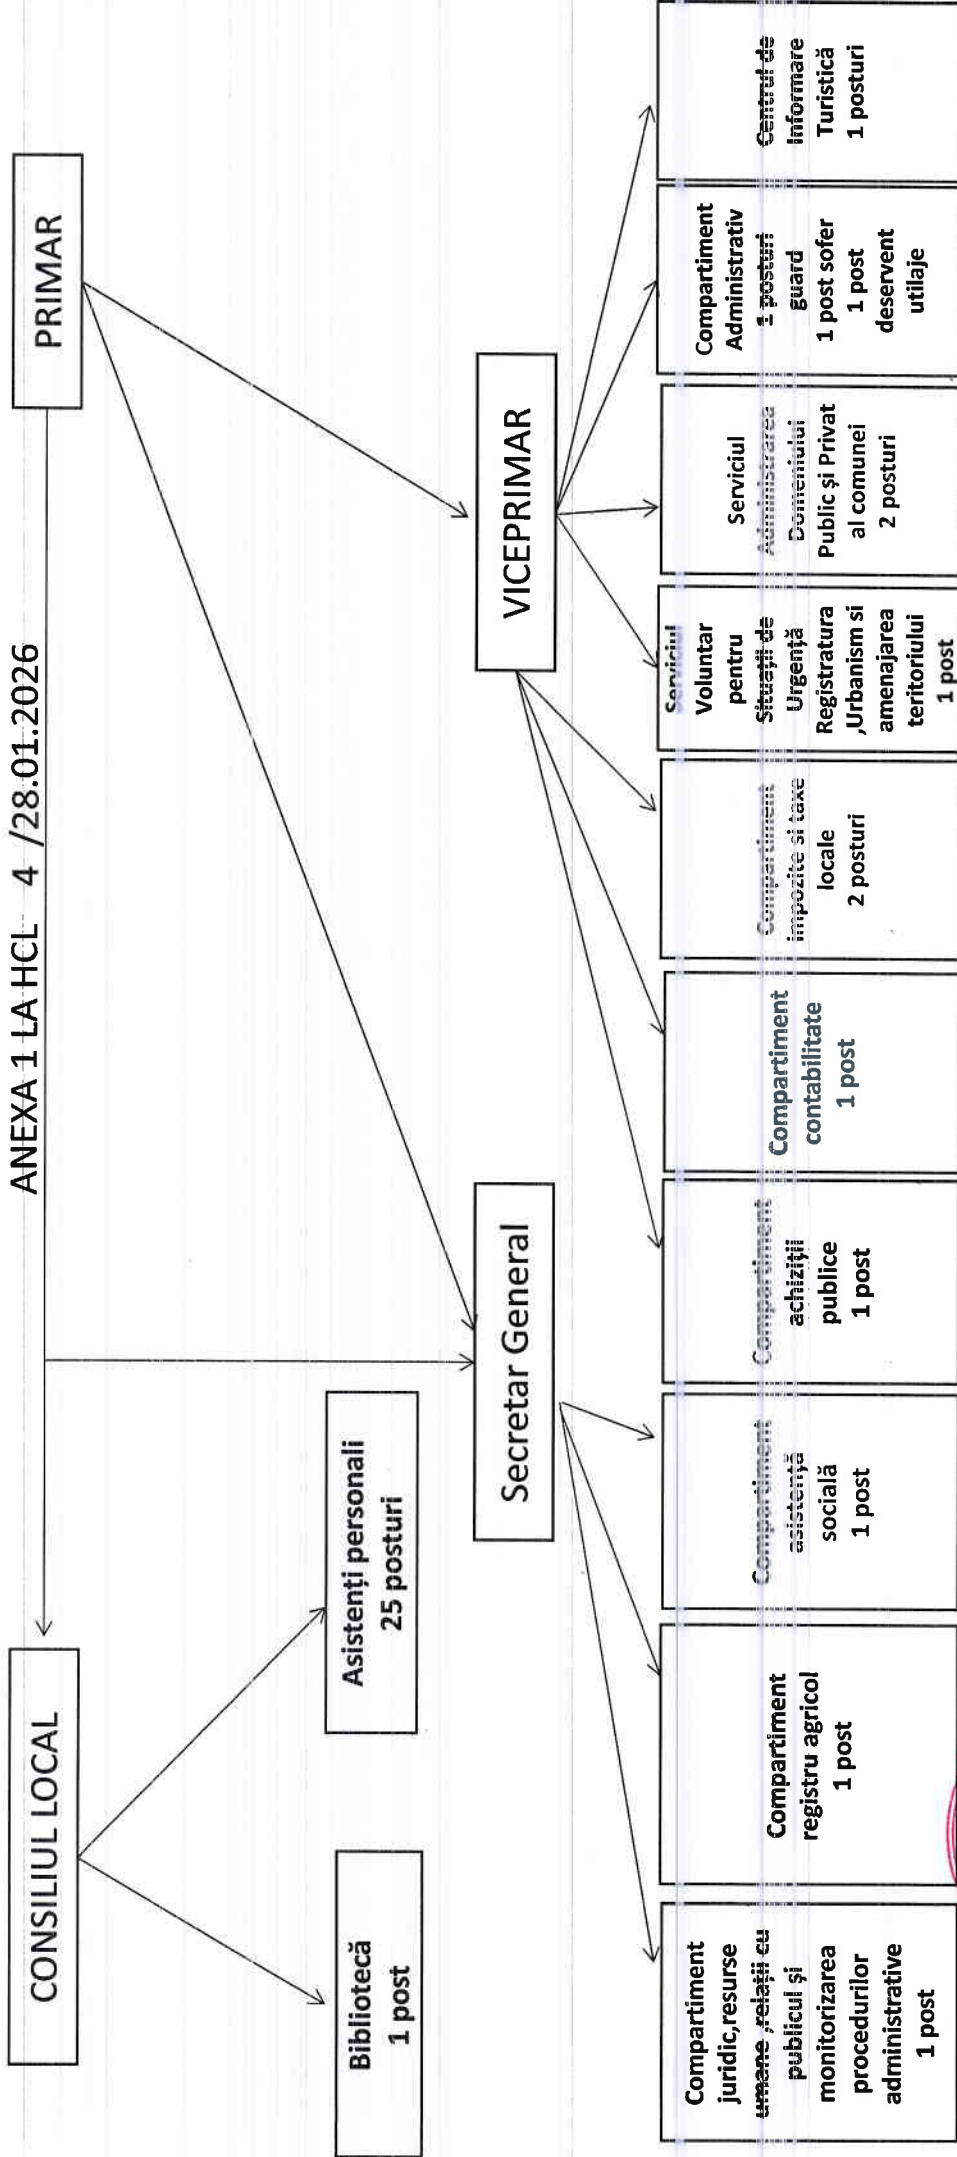 ANEXA 1 LA HCL 4 /28.01.2026
CONSILIUL LOCAL
PRIMAR
Bibliotecă
1 post
Asistenți personali
25 posturi
Secretar General
VICEPRIMAR
Compartiment
juridic,resurse
umane ,relații cu
publicul și
monitorizarea
procedurilor
administrative
1 post
Compartiment
registru agricol
1 post
Compartiment
asistență
socială
1 post
Compartiment
achiziții
publice
1 post
Compartiment
contabilitate
1 post
Compartiment
impozite si taxe
locale
2 posturi
Serviciul
Voluntar
pentru
Situații de
Urgență
Registratura
,Urbanism si
amenajarea
teritoriului
1 post
Serviciul
Administrarea
Domeniului
Public și Privat
al comunei
2 posturi
Compartiment
Administrativ
1 posturi
guard
1 post sofer
1 post
deservent
utilaje
Centrul de
Informare
Turistică
1 posturi